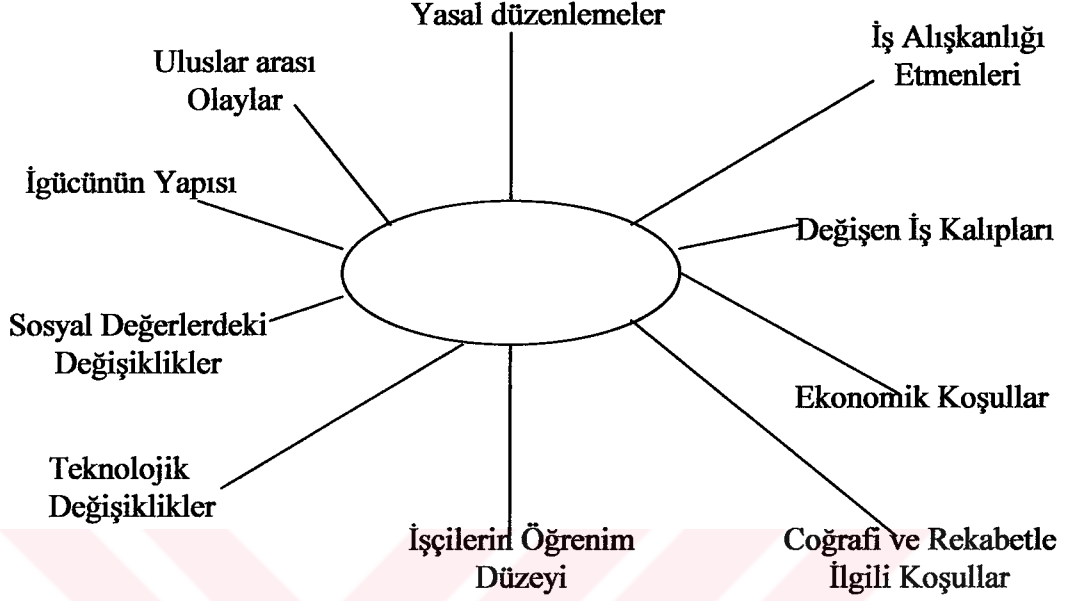 Yasal düzenlemeler
İş Alışkanlığı
Etmenleri
Uluslar arası
Olaylar
İgücünün Yapısı
Değişen İş Kalıpları
Sosyal Değerlerdeki
Değişiklikler
Ekonomik Koşullar
Teknolojik
Değişiklikler
İşçilerin Öğrenim
Düzeyi
Coğrafi ve Rekabetle
İlgili Koşullar